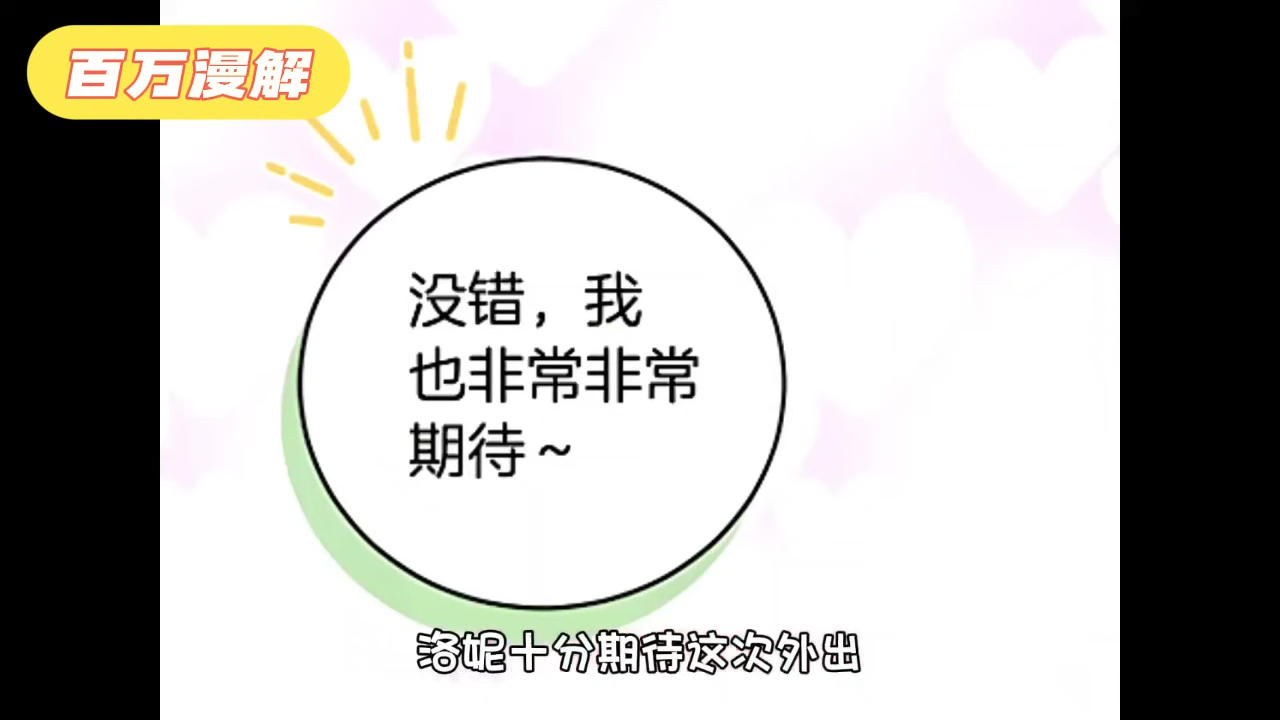 百万漫解
没错，我
也非常非常
期待~
洛妮十分期待这次外出